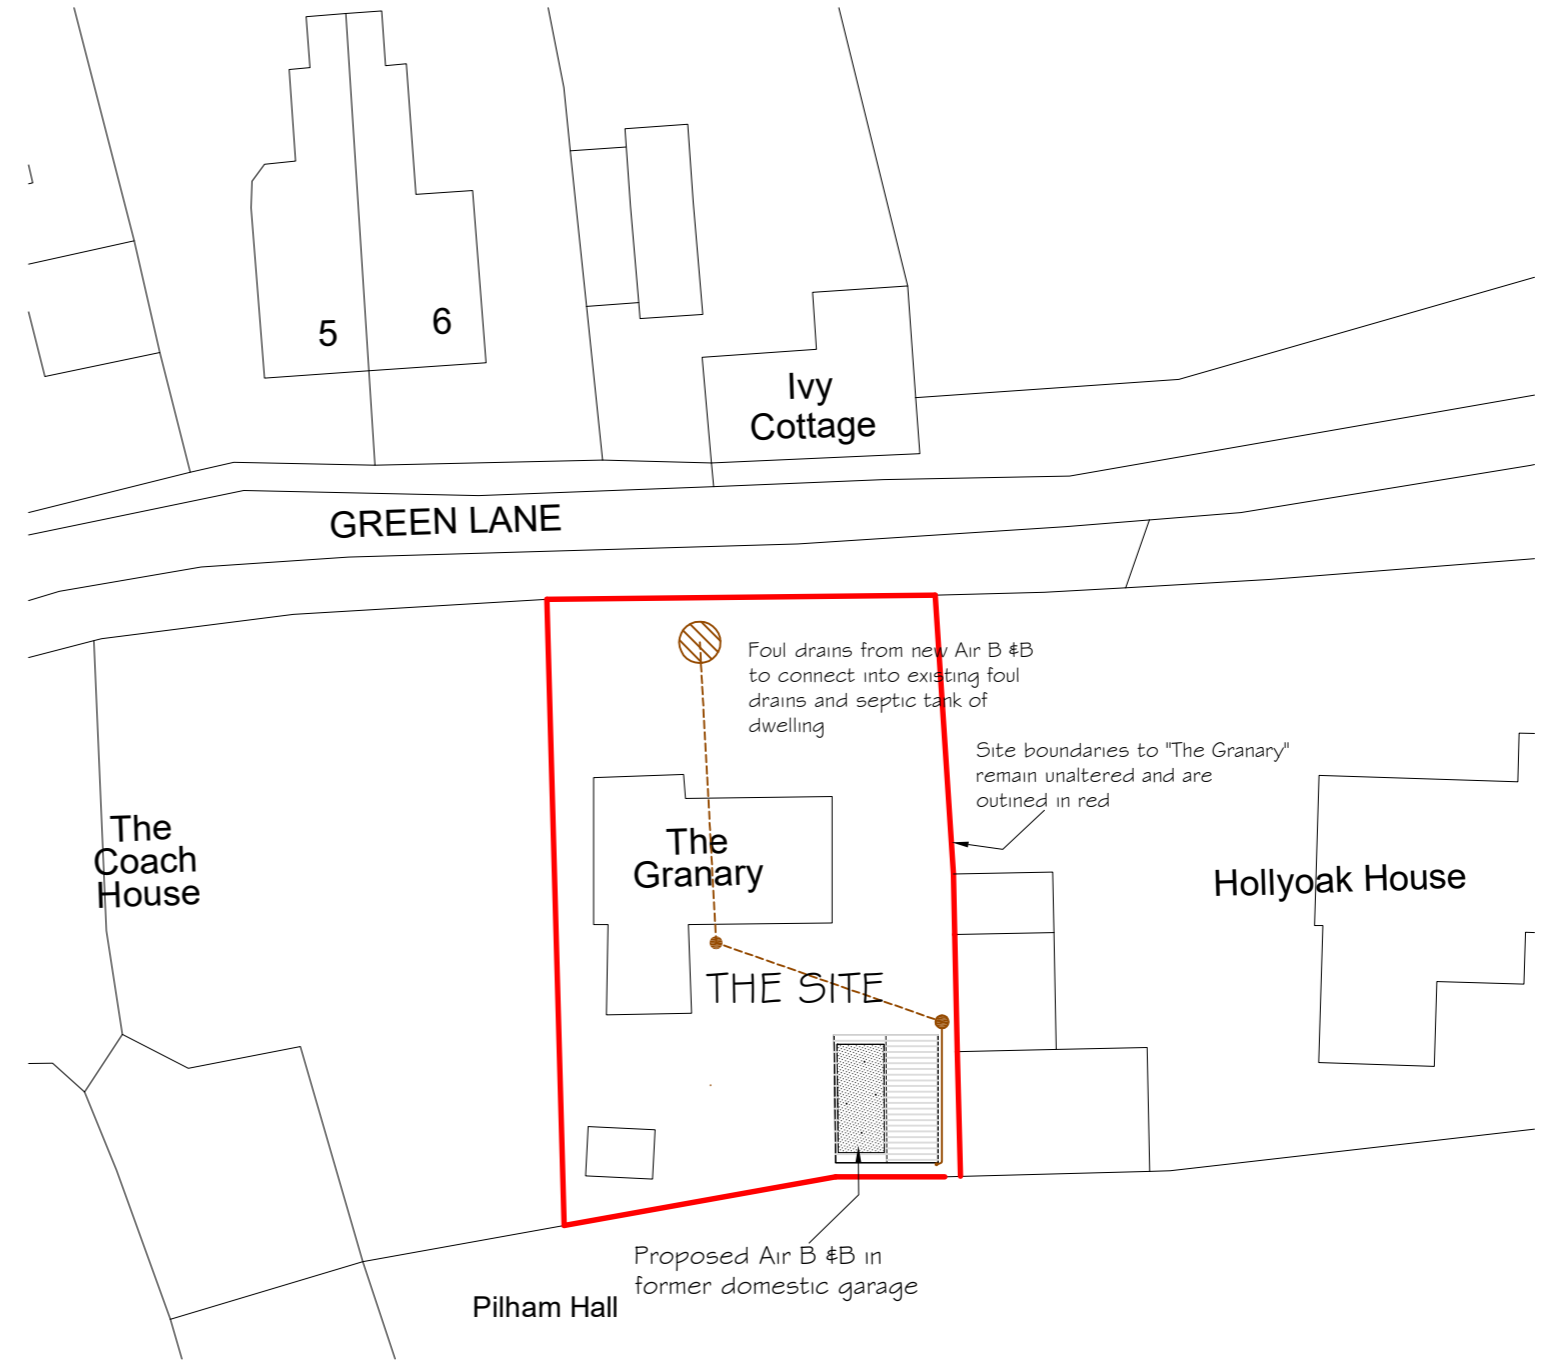 5
6
Ivy
Cottage
GREEN LANE
Foul drains from new Air B &B
to connect into existing foul
drains and septic tank of
dwelling
Site boundaries to "The Granary"
remain unaltered and are
outined in red
The
Coach
House
The
Granary
Hollyoak House
THE SITE
Proposed Air B &B in
former domestic garage
Pilham Hall